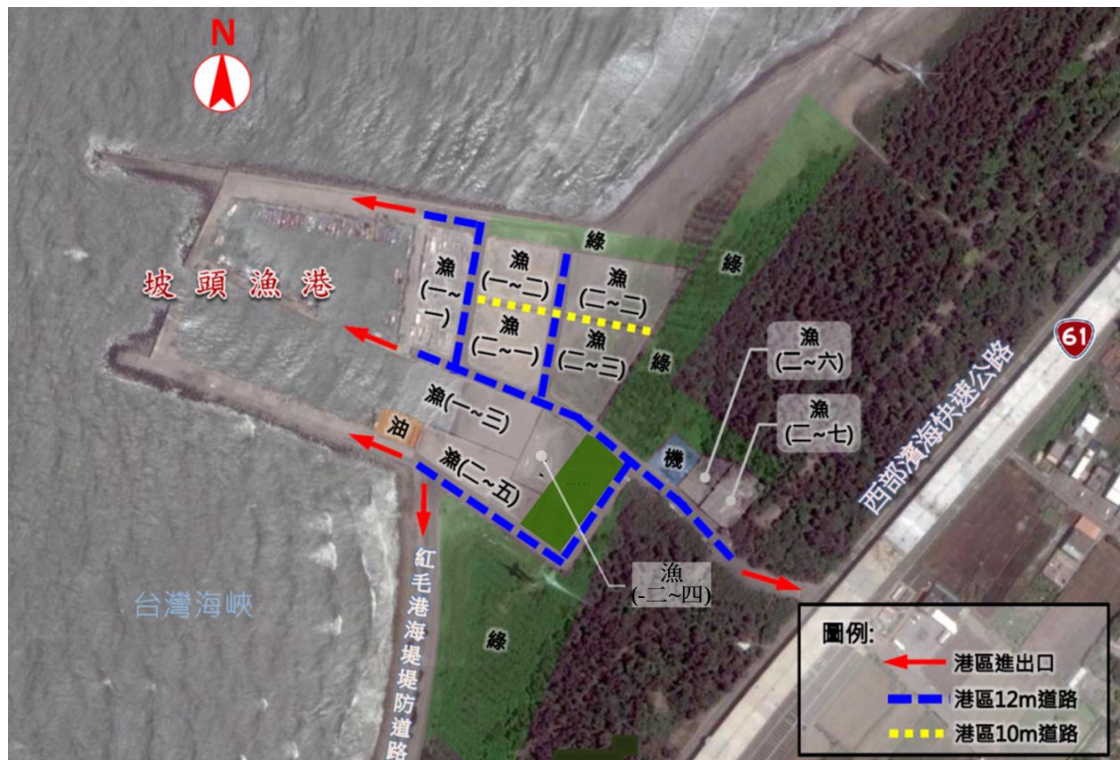 N
綠
漁
(一~二)
漁
(二~二)
綠
漁
(一~
一)
坡頭漁港
漁
(二~一)
漁
(二~三)
綠
漁
(二~六)
61
漁(一~三)
漁
(二~七)
油
機
西部濱海快速公路
漁(二~五)
漁
(-二~四)
紅毛港海堤堤防道路
台灣海峽
綠
圖例:
港區進出口
港區12m道路
港區10m道路